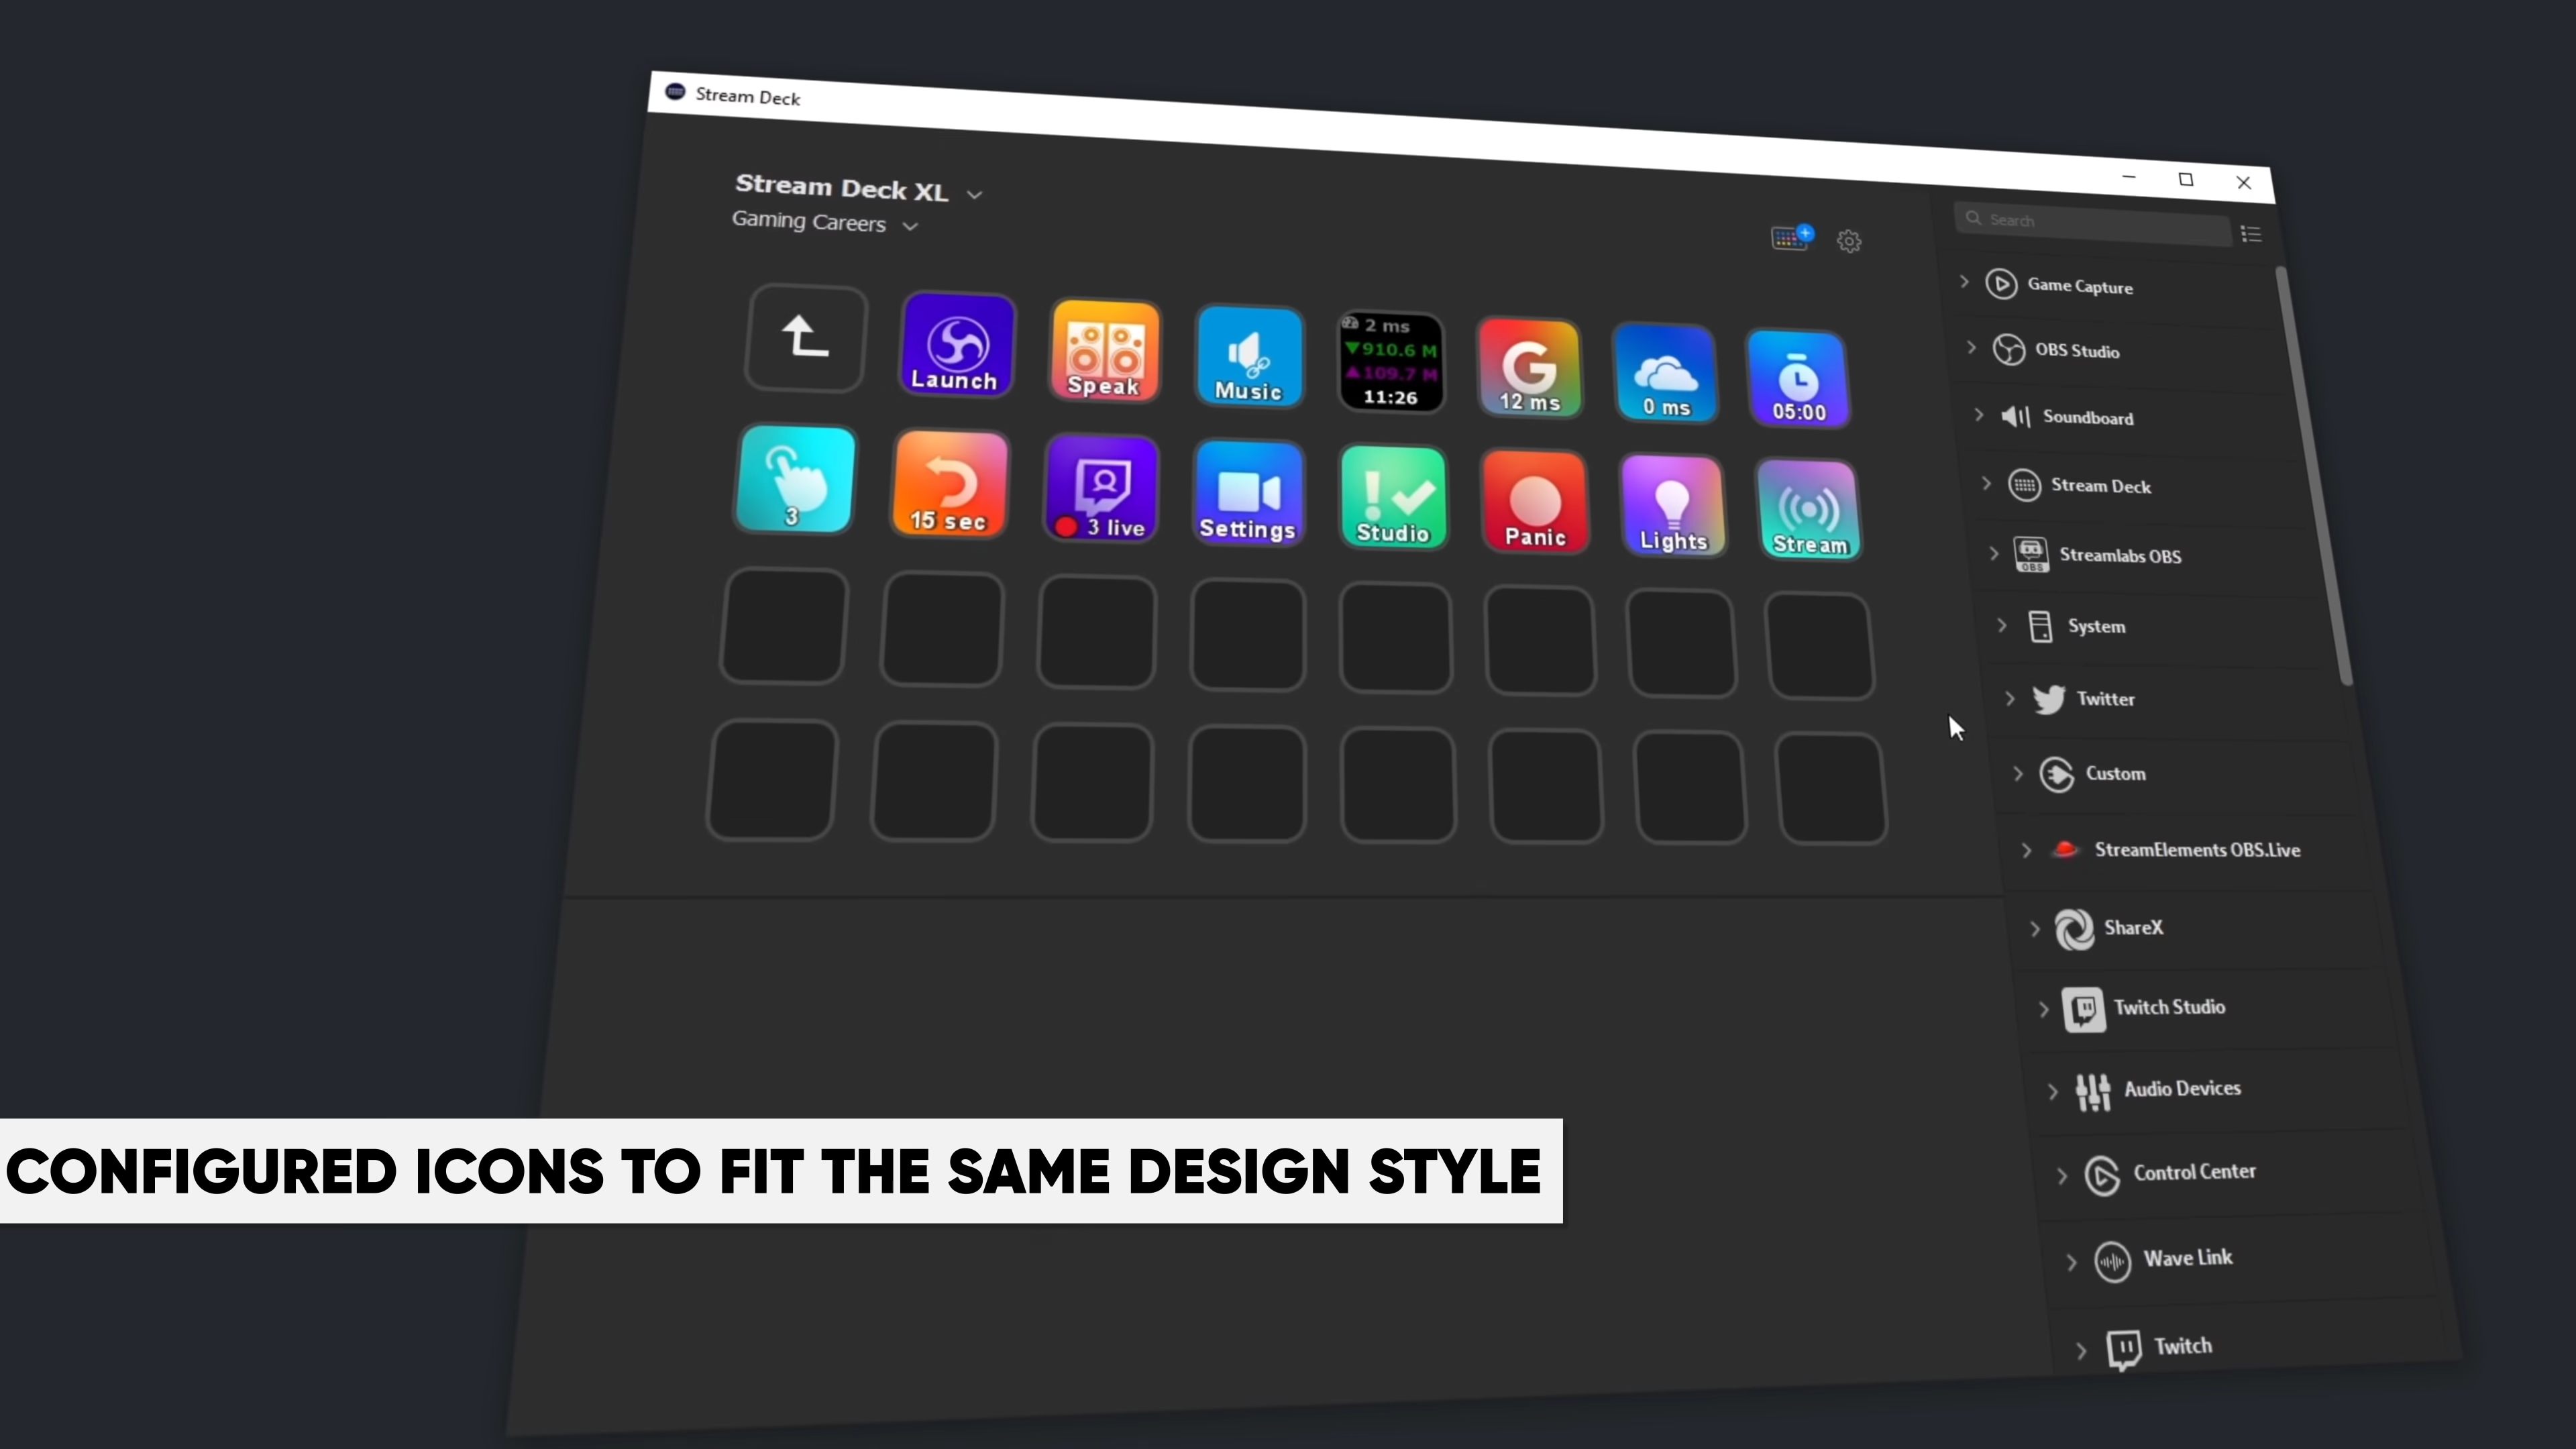 Stream Deck
Stream Deck XL
Gaming Careers
Launch
Speak
Music
2 ms
▼910.6 M
▲109.7 M
11:26
G
12 ms
0 ms
05:00
3
15 sec
3 live
Settings
Studio
Panic
Lights
Stream
Search
Game Capture
OBS Studio
Soundboard
Stream Deck
OBS
Streamlabs OBS
System
Twitter
Custom
StreamElements OBS.Live
ShareX
Twitch Studio
Audio Devices
Control Center
Wave Link
Twitch
CONFIGURED ICONS TO FIT THE SAME DESIGN STYLE